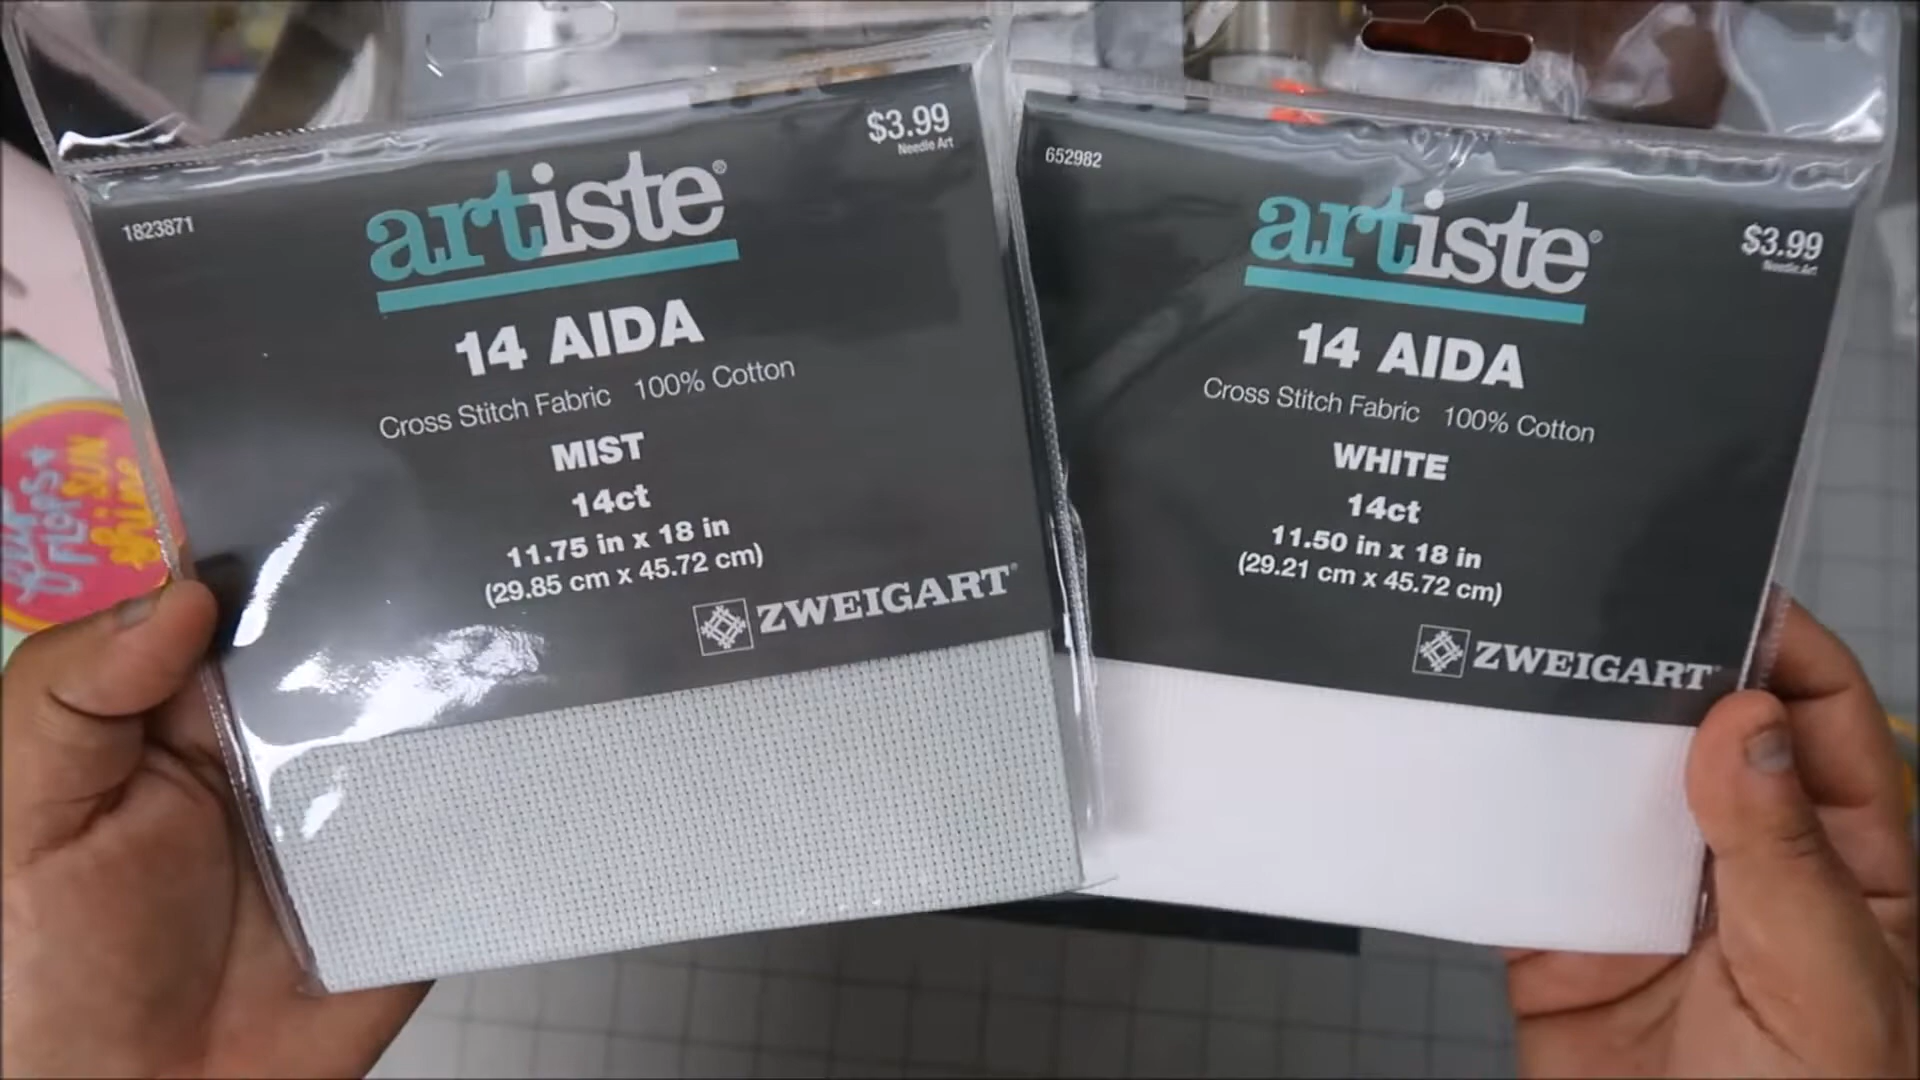 $3.99
Needle Art
1823871
artiste®
14 AIDA
Cross Stitch Fabric 100% Cotton
MIST
14ct
11.75 in x 18 in
(29.85 cm x 45.72 cm)
ZWEIGART®
652982
artiste®
$3.99
Needle Art
14 AIDA
Cross Stitch Fabric 100% Cotton
WHITE
14ct
11.50 in x 18 in
(29.21 cm x 45.72 cm)
ZWEIGART®
FLOPS
SUN